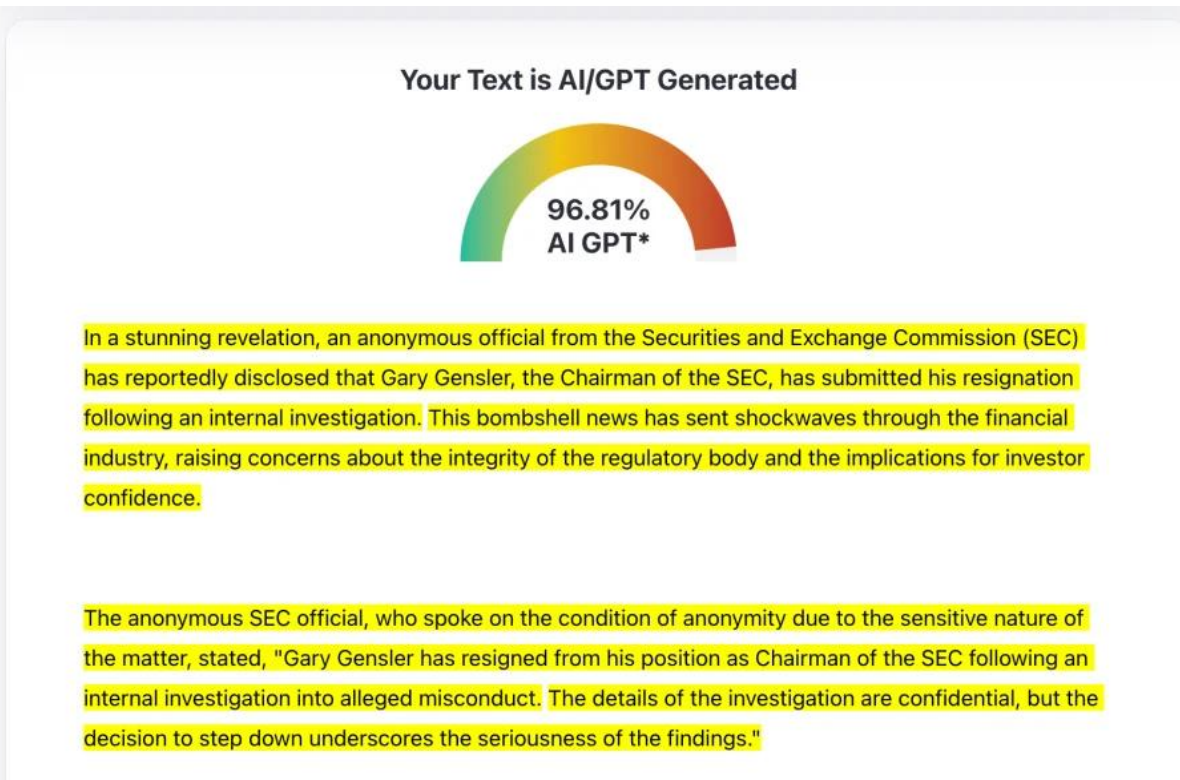 Your Text is AI/GPT Generated
96.81%
AI GPT*
In a stunning revelation, an anonymous official from the Securities and Exchange Commission (SEC)
has reportedly disclosed that Gary Gensler, the Chairman of the SEC, has submitted his resignation
following an internal investigation. This bombshell news has sent shockwaves through the financial
industry, raising concerns about the integrity of the regulatory body and the implications for investor
confidence.
The anonymous SEC official, who spoke on the condition of anonymity due to the sensitive nature of
the matter, stated, "Gary Gensler has resigned from his position as Chairman of the SEC following an
internal investigation into alleged misconduct. The details of the investigation are confidential, but the
decision to step down underscores the seriousness of the findings."